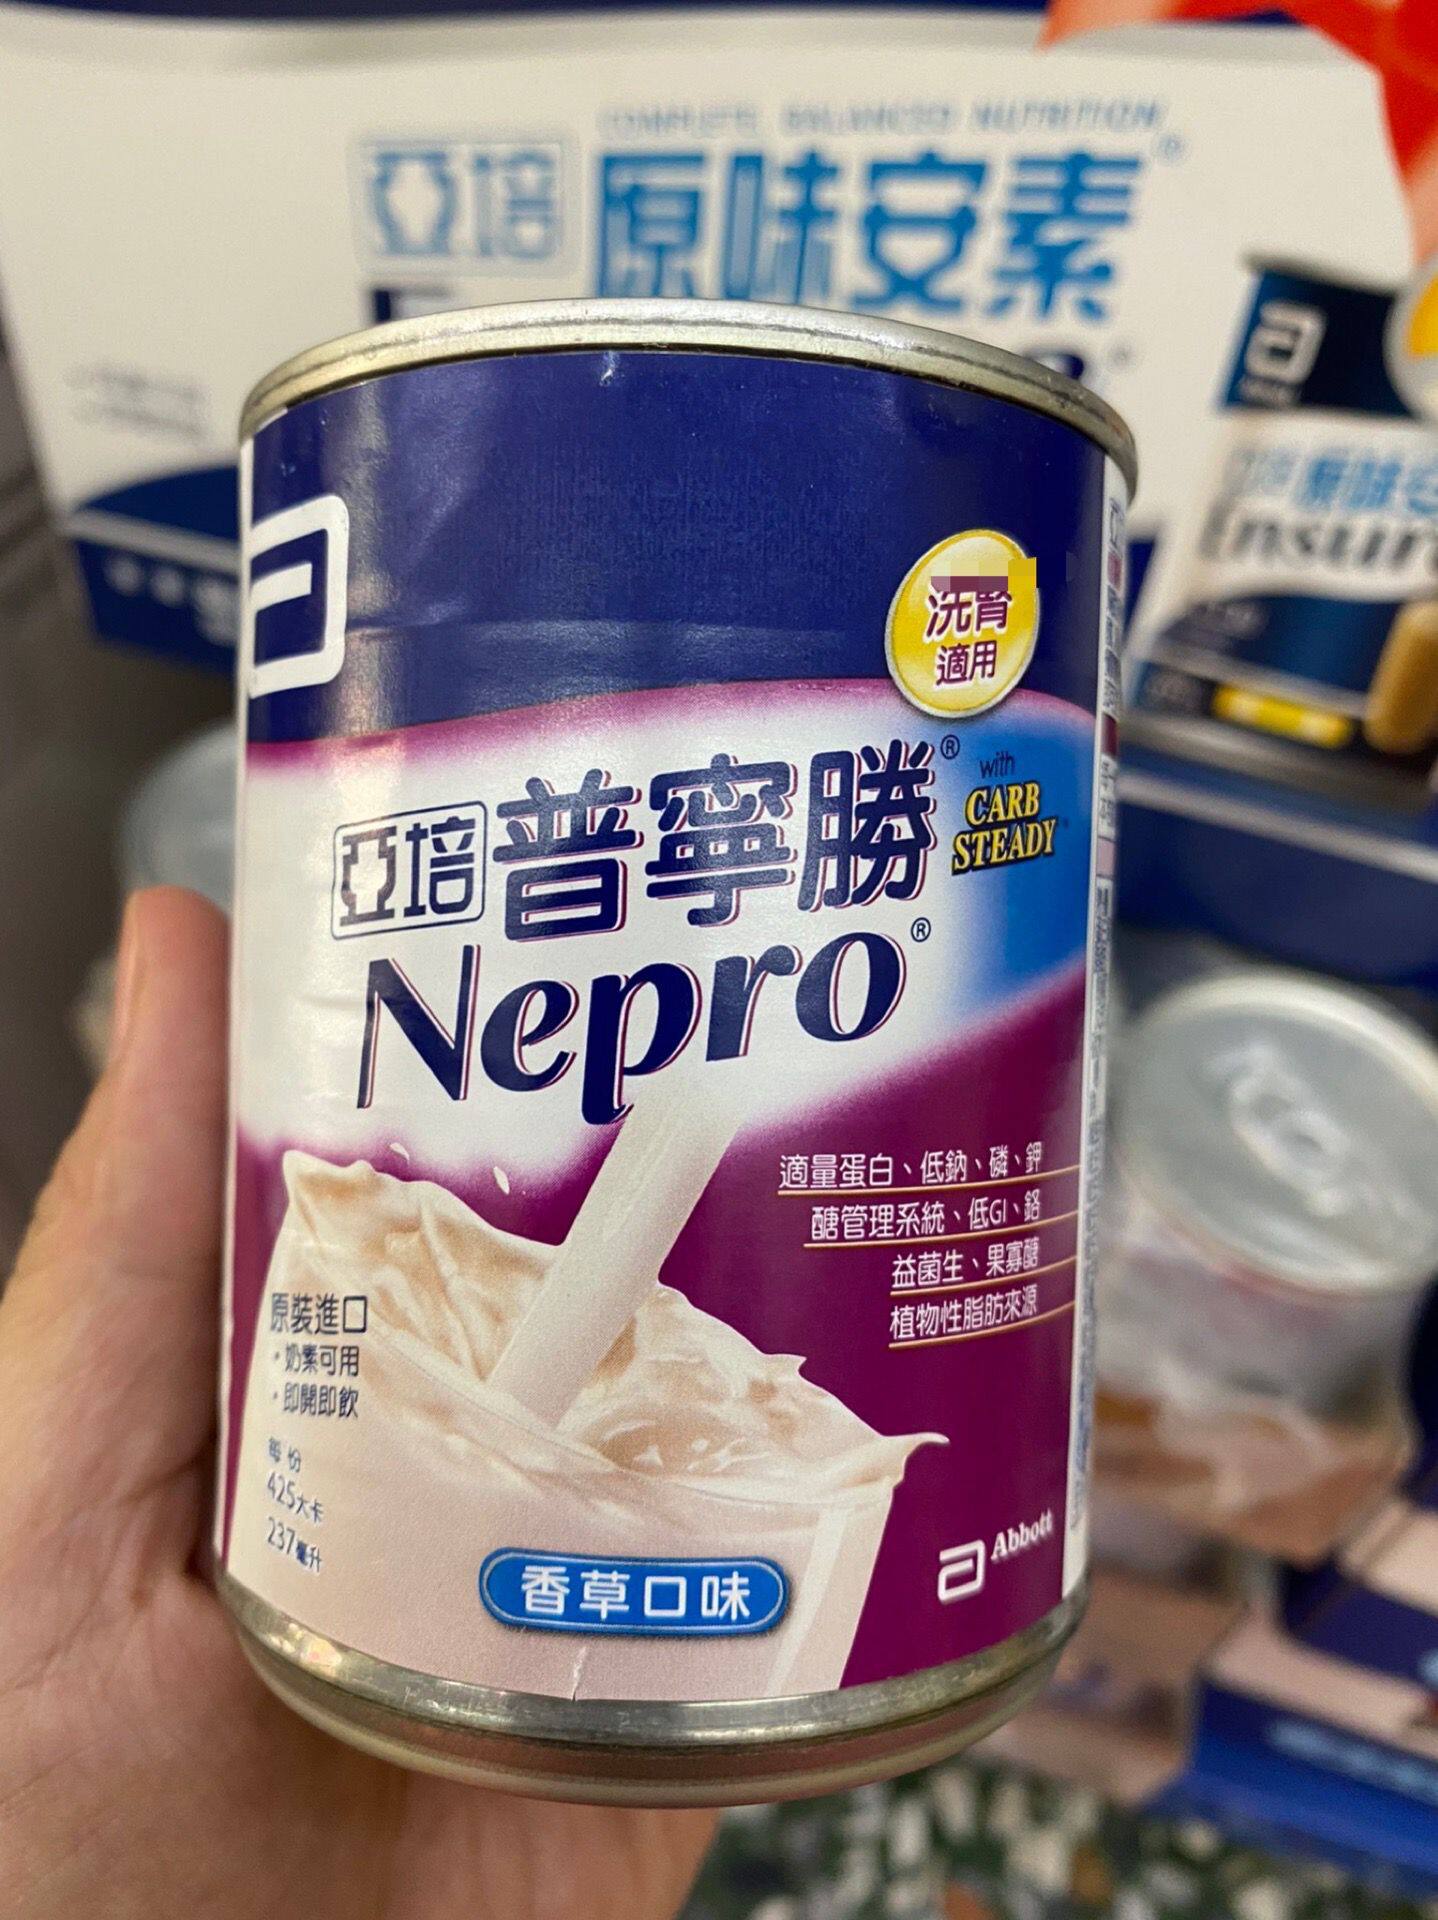 COMPLETE, BALANCED NUTRITION
亞培 原味安素®
洗腎
適用
亞培 普寧勝®
with
CARB
STEADY
Nepro®
適量蛋白、低鈉、磷、鉀
醣管理系統、低GI、鉻
益菌生、果寡醣
植物性脂肪來源
原裝進口
・奶素可用
・即開即飲
每份
425大卡
237毫升
香草口味
Abbott